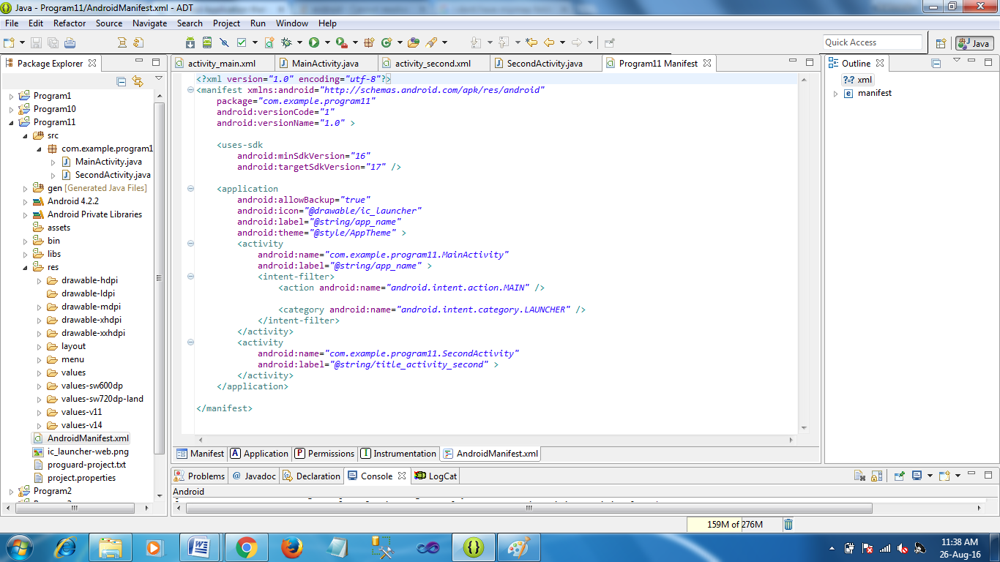 Java - Program11/AndroidManifest.xml - ADT
File Edit Refactor Source Navigate Search Project Run Window Help
Quick Access
Java
Package Explorer
Program1
Program10
Program11
src
com.example.program1
MainActivity.java
SecondActivity.java
gen [Generated Java Files]
Android 4.2.2
Android Private Libraries
assets
bin
libs
res
drawable-hdpi
drawable-ldpi
drawable-mdpi
drawable-xhdpi
drawable-xxhdpi
layout
menu
values
values-sw600dp
values-sw720dp-land
values-v11
values-v14
AndroidManifest.xml
ic_launcher-web.png
proguard-project.txt
project.properties
Program2
activity_main.xml MainActivity.java activity_second.xml SecondActivity.java Program11 Manifest
<?xml version="1.0" encoding="utf-8"?>
<manifest xmlns:android="http://schemas.android.com/apk/res/android"
package="com.example.program11"
android:versionCode="1"
android:versionName="1.0" >
<uses-sdk
android:minSdkVersion="16"
android:targetSdkVersion="17" />
<application
android:allowBackup="true"
android:icon="@drawable/ic_launcher"
android:label="@string/app_name"
android:theme="@style/AppTheme" >
<activity
android:name="com.example.program11.MainActivity"
android:label="@string/app_name" >
<intent-filter>
<action android:name="android.intent.action.MAIN" />
<category android:name="android.intent.category.LAUNCHER" />
</intent-filter>
</activity>
<activity
android:name="com.example.program11.SecondActivity"
android:label="@string/title_activity_second" >
</activity>
</application>
</manifest>
Manifest A Application P Permissions I Instrumentation AndroidManifest.xml
Outline
?-? xml
e manifest
Problems @ Javadoc Declaration Console LogCat
Android
159M of 276M
11:38 AM
26-Aug-16